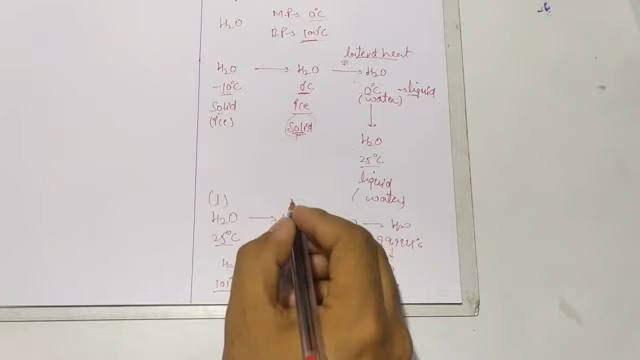 M.P→ 0°C
H₂O
B.P→ 100°C
latent heat
H₂O → H₂O → H₂O
-10°C 0°C 0°C → liquid
Solid Ice (water)
(Ice) Solid
H₂O
25°C
liquid
(water)
(l)
H₂O → → H₂O
25°C